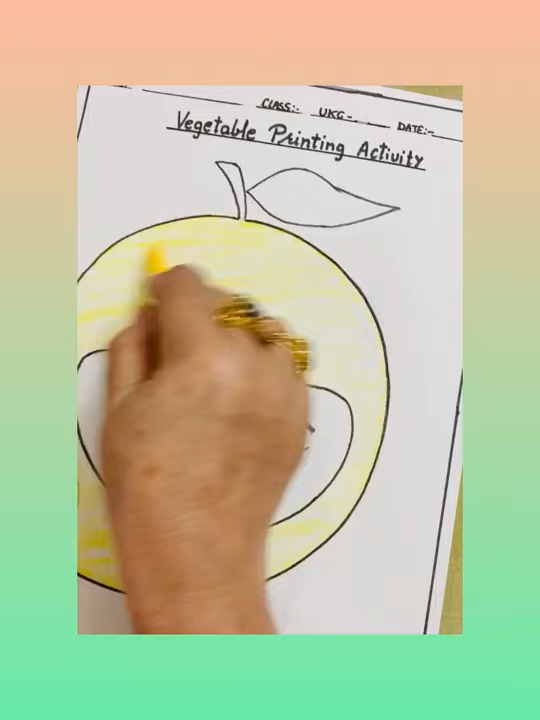 CLASS:- UKG- DATE:-
Vegetable Printing Activity